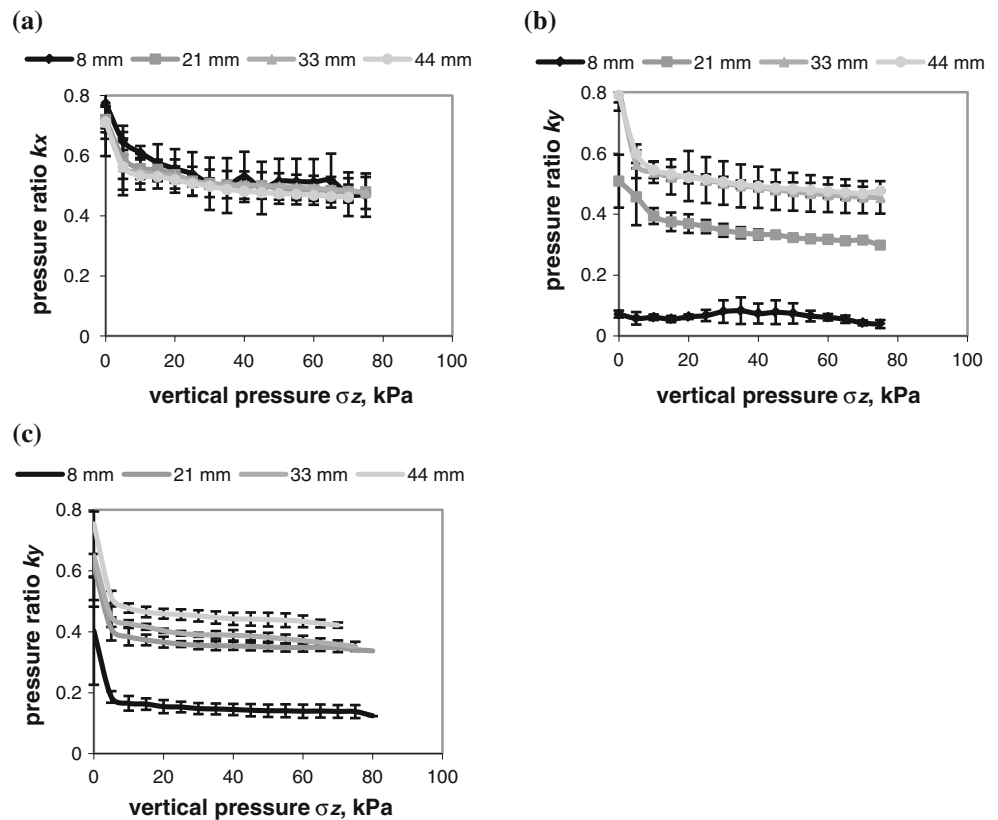 (a)
8 mm 21 mm 33 mm 44 mm
0.8
0.6
0.4
0.2
0
pressure ratio kx
0 20 40 60 80 100
vertical pressure σz, kPa
(b)
8 mm 21 mm 33 mm 44 mm
0.8
0.6
0.4
0.2
0
pressure ratio ky
0 20 40 60 80 100
vertical pressure σz, kPa
(c)
8 mm 21 mm 33 mm 44 mm
0.8
0.6
0.4
0.2
0
pressure ratio ky
0 20 40 60 80 100
vertical pressure σz, kPa